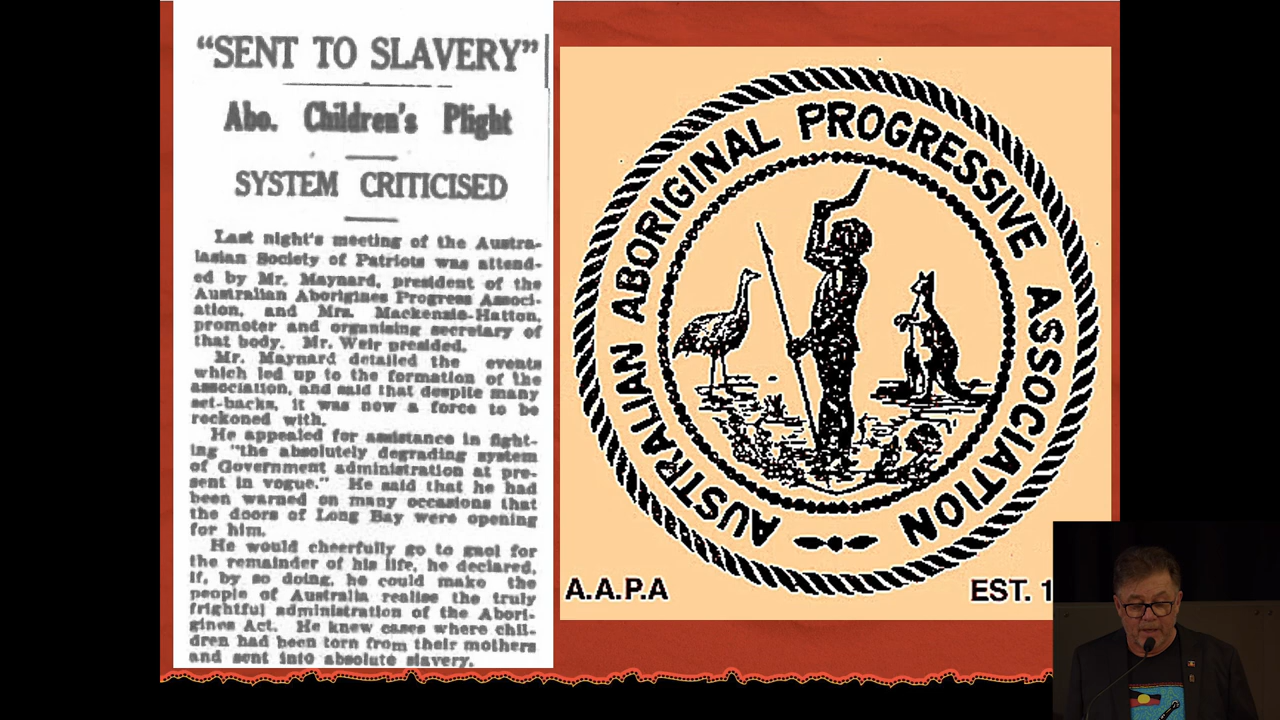 “SENT TO SLAVERY”
Abo. Children's Plight
SYSTEM CRITICISED
Last night's meeting of the Austra-
lasian Society of Patriots was attend-
ed by Mr. Maynard, president of the
Australian Aborigines Progress Associ-
ation, and Mrs. Mackenzie-Hatton,
promoter and organising secretary of
that body. Mr. Weir presided.
Mr. Maynard detailed the events
which led up to the formation of the
association, and said that despite many
set-backs, it was now a force to be
reckoned with.
He appealed for assistance in fight-
ing "the absolutely degrading system
of Government administration at pre-
sent in vogue." He said that he had
been warned on many occasions that
the doors of Long Bay were opening
for him.
He would cheerfully go to gaol for
the remainder of his life, he declared,
if, by so doing, he could make the
people of Australia realise the truly
frightful administration of the Abori-
gines Act. He knew cases where chil-
dren had been torn from their mothers
and sent into absolute slavery.
AUSTRALIAN ABORIGINAL PROGRESSIVE ASSOCIATION
A.A.P.A
EST. 1